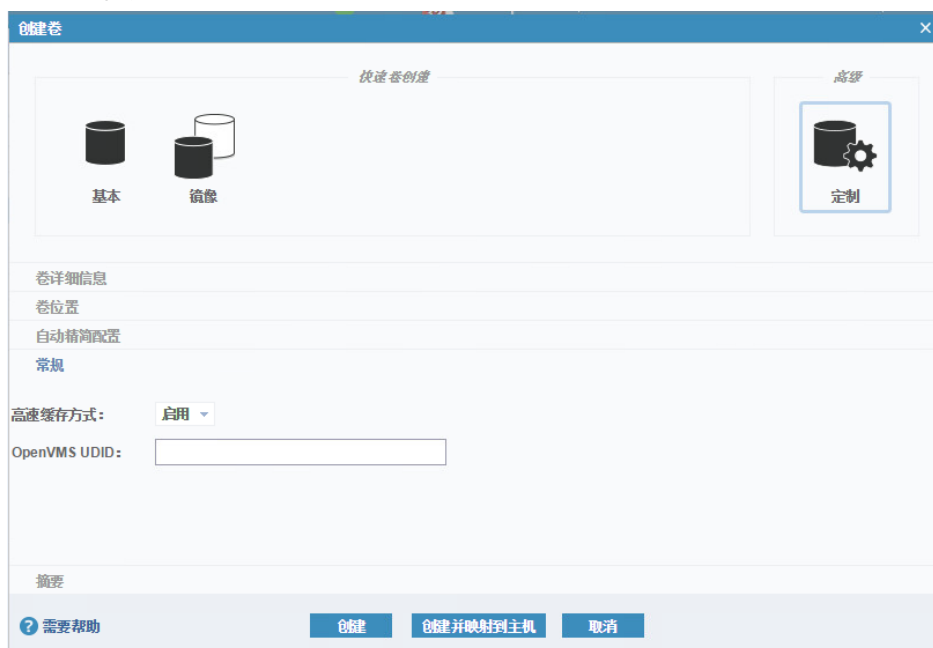 创建卷
快速卷创建
高级
基本
镜像
定制
卷详细信息
卷位置
自动精简配置
常规
高速缓存方式： 启用
OpenVMS UDID：
摘要
? 需要帮助 创建 创建并映射到主机 取消